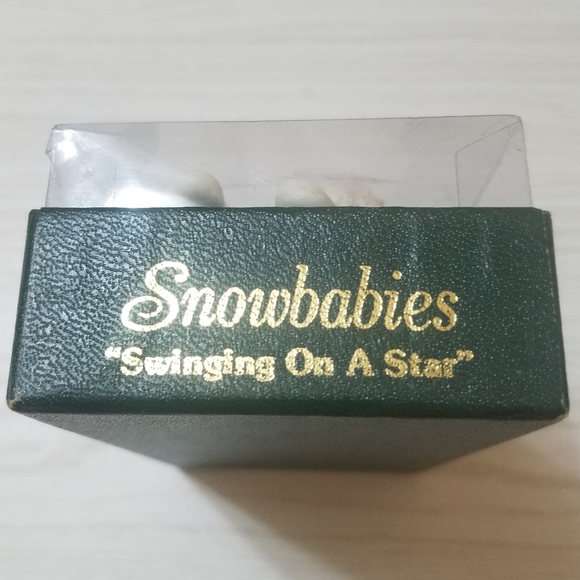 Snowbabies
“Swinging On A Star”